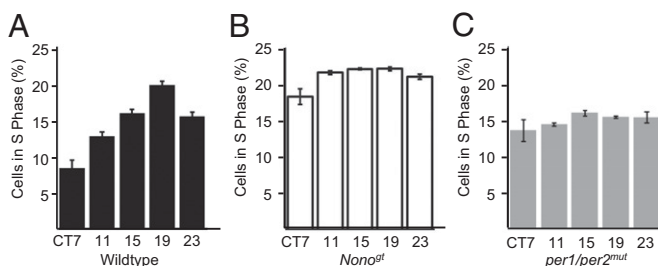 A
Cells in S Phase (%)
25
20
15
10
5
CT7 11 15 19 23
Wildtype
B
Cells in S Phase (%)
25
20
15
10
5
CT7 11 15 19 23
Nonogt
C
Cells in S Phase (%)
25
20
15
10
5
CT7 11 15 19 23
per1/per2mut